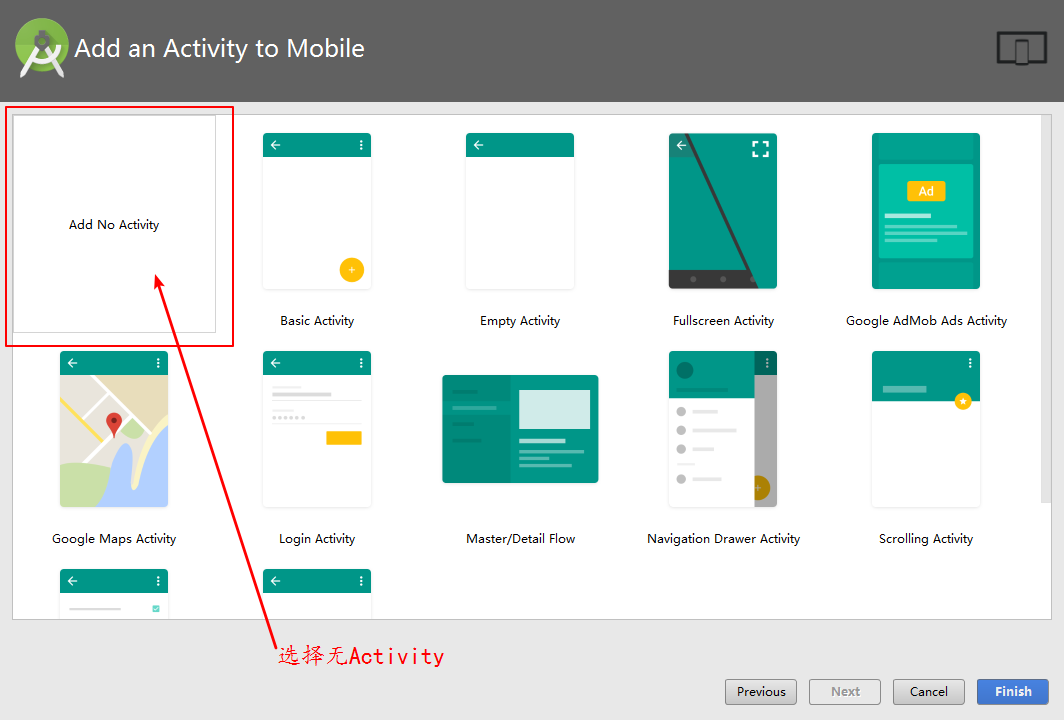 Add an Activity to Mobile
Add No Activity
Ad
Basic Activity
Empty Activity
Fullscreen Activity
Google AdMob Ads Activity
Google Maps Activity
Login Activity
Master/Detail Flow
Navigation Drawer Activity
Scrolling Activity
选择无Activity
Previous
Next
Cancel
Finish